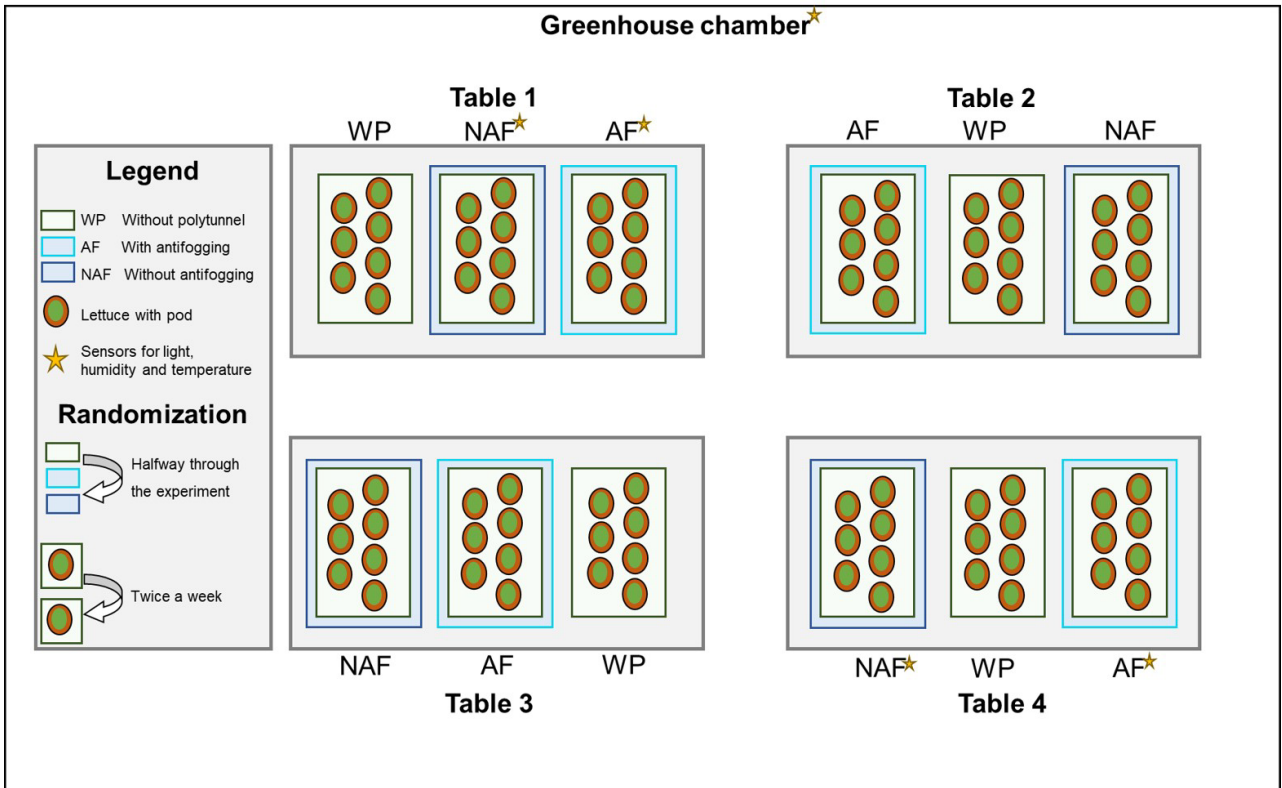 Greenhouse chamber
Table 1
WP NAF AF
Table 2
AF WP NAF
Legend
WP Without polytunnel
AF With antifogging
NAF Without antifogging
Lettuce with pod
Sensors for light,
humidity and temperature
Randomization
Halfway through
the experiment
Twice a week
NAF AF WP
Table 3
NAF WP AF
Table 4